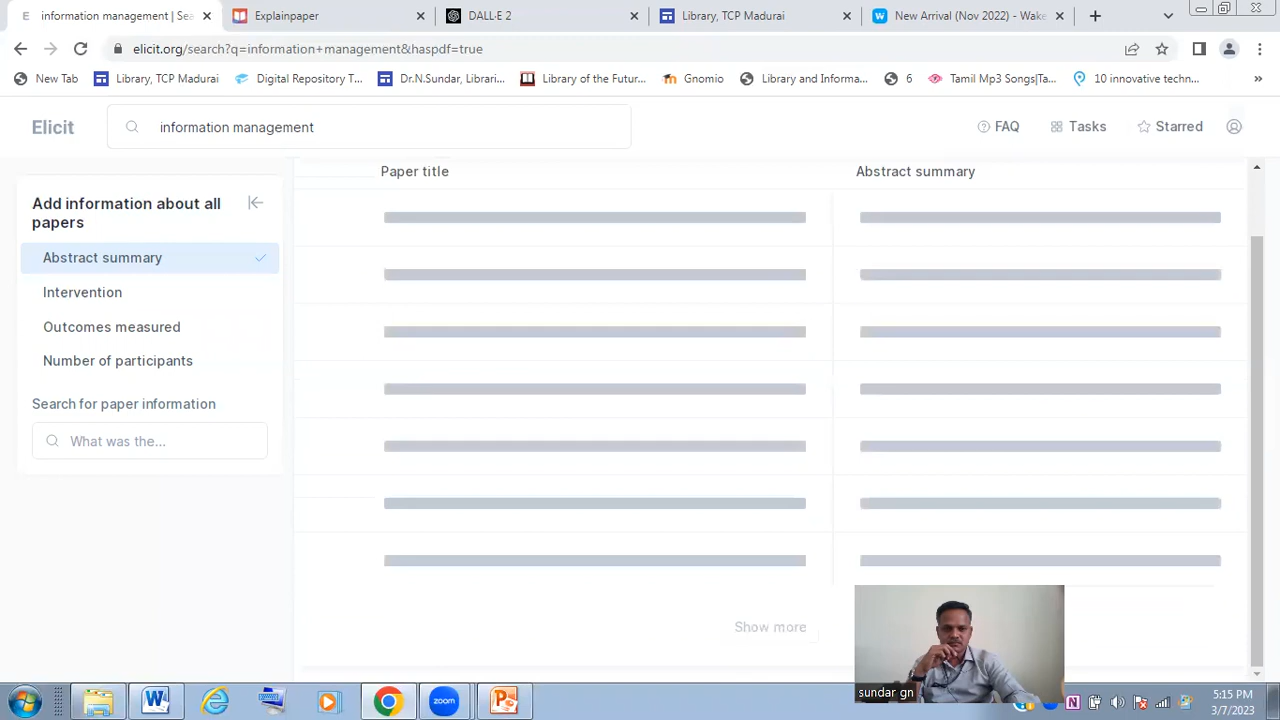 E information management | Sea
Explainpaper
DALL·E 2
Library, TCP Madurai
New Arrival (Nov 2022) - Wake
elicit.org/search?q=information+management&haspdf=true
New Tab
Library, TCP Madurai
Digital Repository T...
Dr.N.Sundar, Librari...
Library of the Futur...
Gnomio
Library and Informa...
6
Tamil Mp3 Songs|Ta...
10 innovative techn...
»
Elicit
information management
FAQ
Tasks
Starred
Paper title
Abstract summary
Add information about all
papers
Abstract summary
Intervention
Outcomes measured
Number of participants
Search for paper information
What was the...
Show more
sundar gn
zoom
5:15 PM
3/7/2023